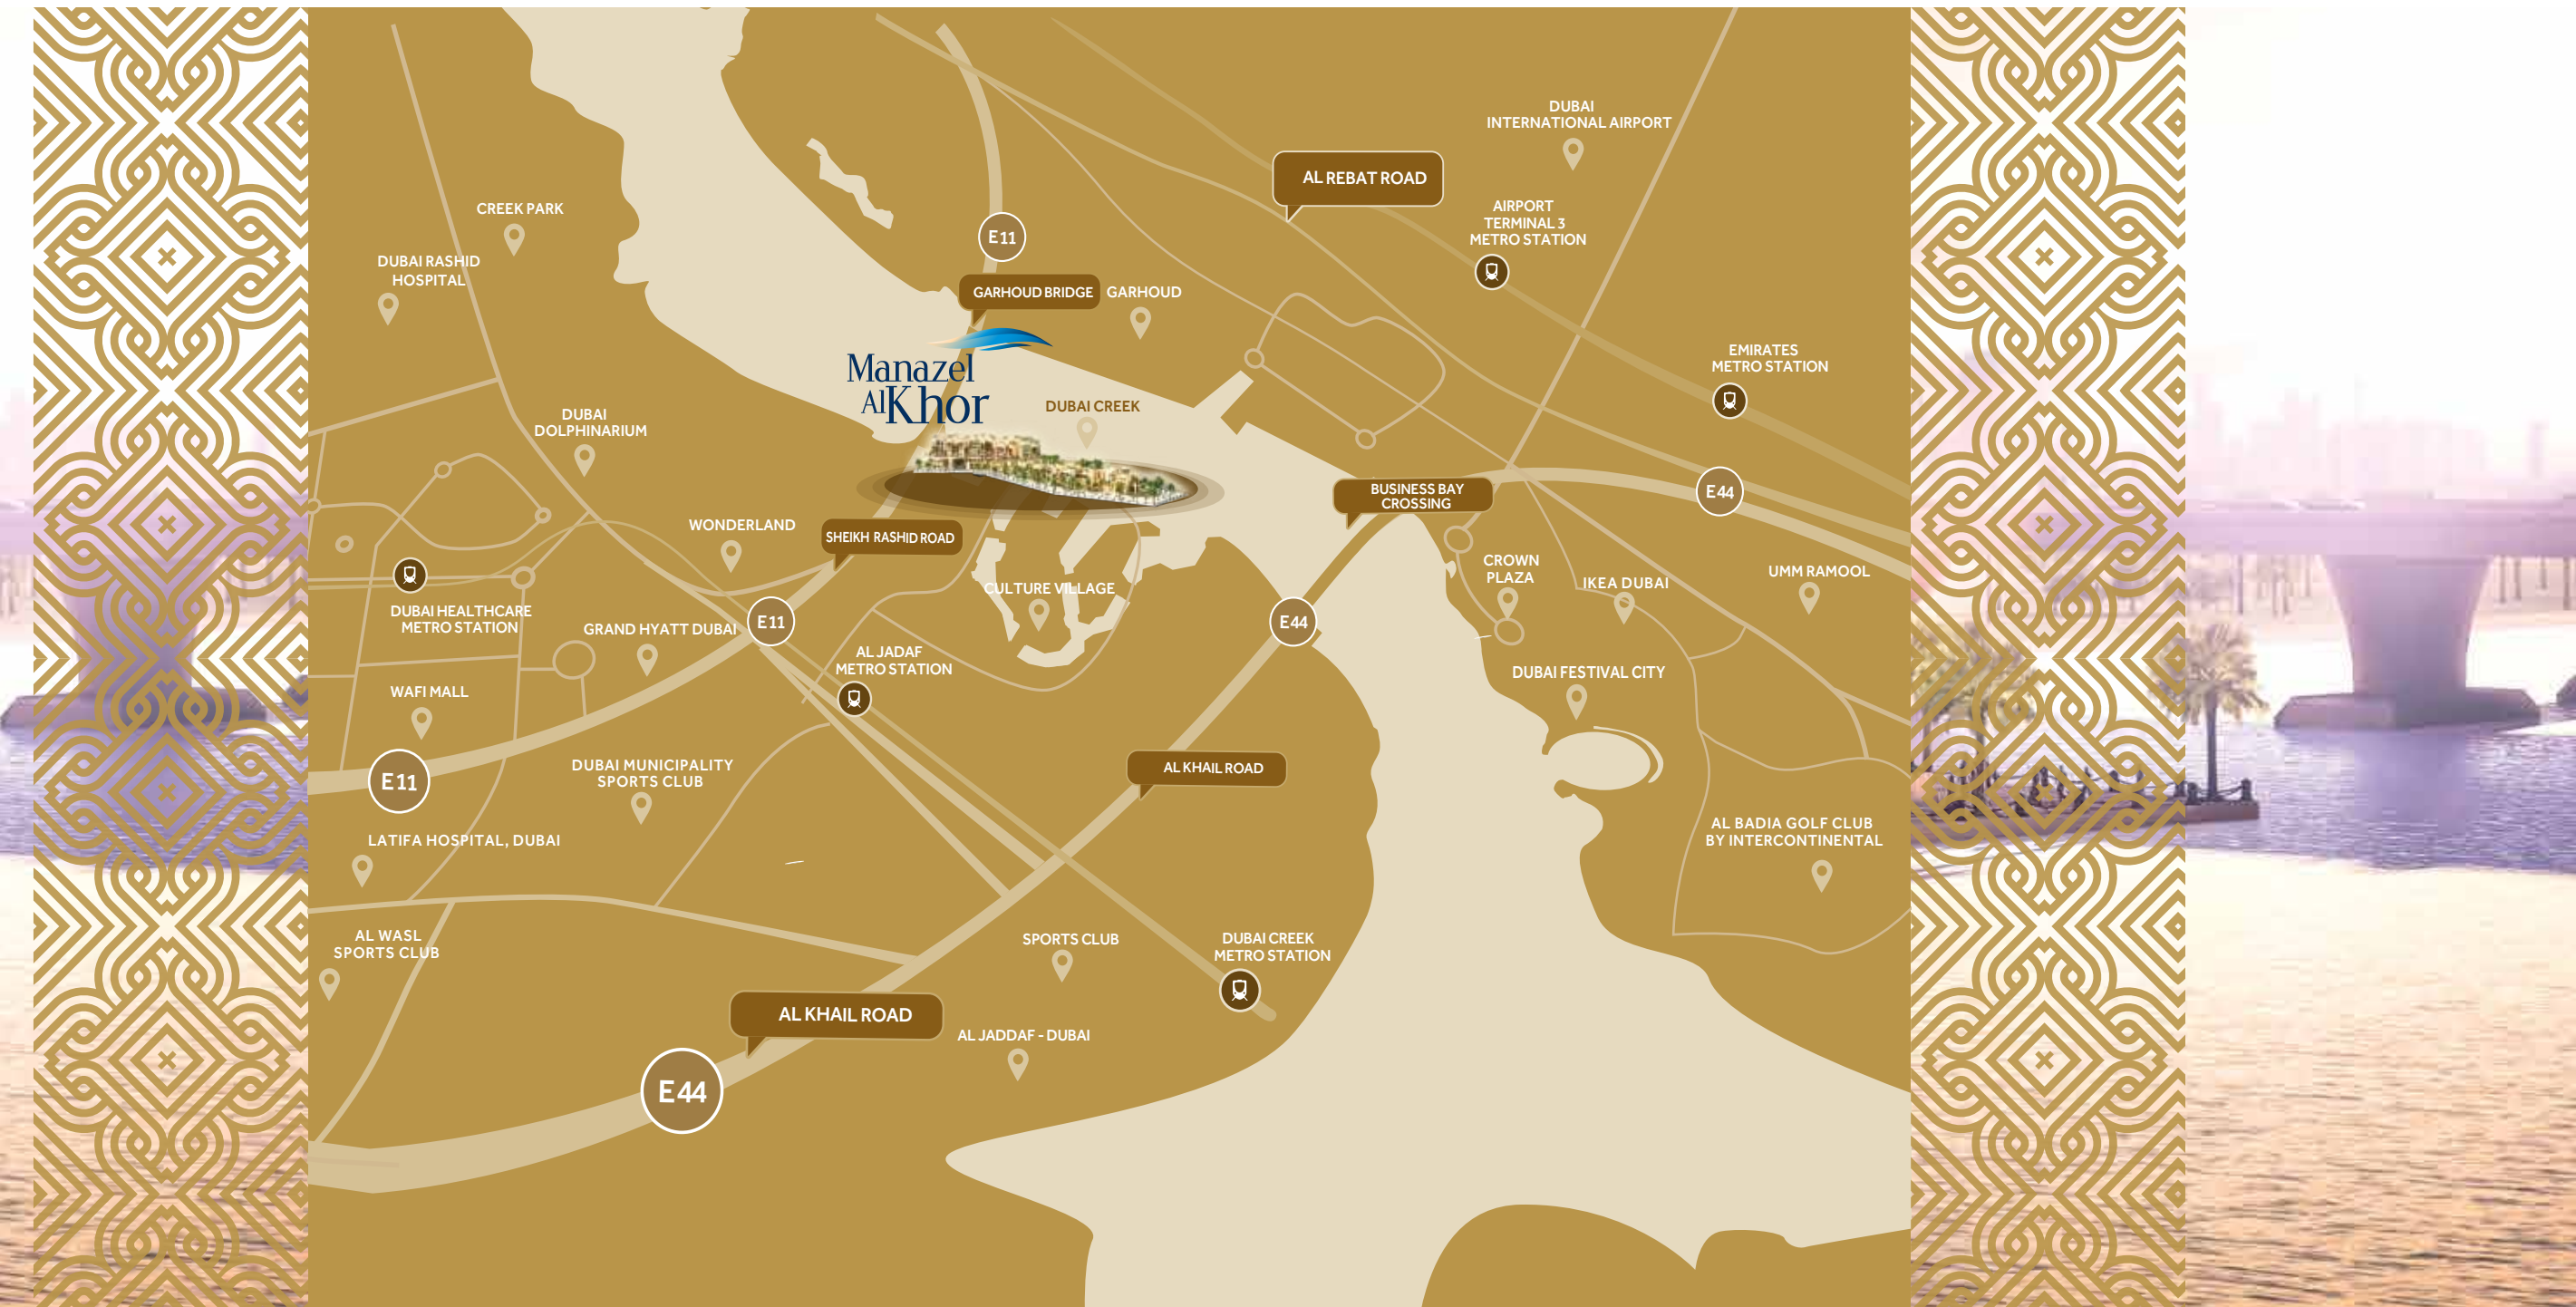 DUBAI
INTERNATIONAL AIRPORT
AL REBAT ROAD
AIRPORT
TERMINAL 3
METRO STATION
CREEK PARK
E11
DUBAI RASHID
HOSPITAL
GARHOUD BRIDGE
GARHOUD
EMIRATES
METRO STATION
Manazel
Al Khor
DUBAI CREEK
DUBAI
DOLPHINARIUM
BUSINESS BAY
CROSSING
E44
WONDERLAND
SHEIKH RASHID ROAD
CROWN
PLAZA
IKEA DUBAI
UMM RAMOOL
CULTURE VILLAGE
DUBAI HEALTHCARE
METRO STATION
GRAND HYATT DUBAI
E11
E44
AL JADAF
METRO STATION
DUBAI FESTIVAL CITY
WAFI MALL
E11
DUBAI MUNICIPALITY
SPORTS CLUB
AL KHAIL ROAD
LATIFA HOSPITAL, DUBAI
AL BADIA GOLF CLUB
BY INTERCONTINENTAL
AL WASL
SPORTS CLUB
SPORTS CLUB
DUBAI CREEK
METRO STATION
AL KHAIL ROAD
AL JADDAF - DUBAI
E44